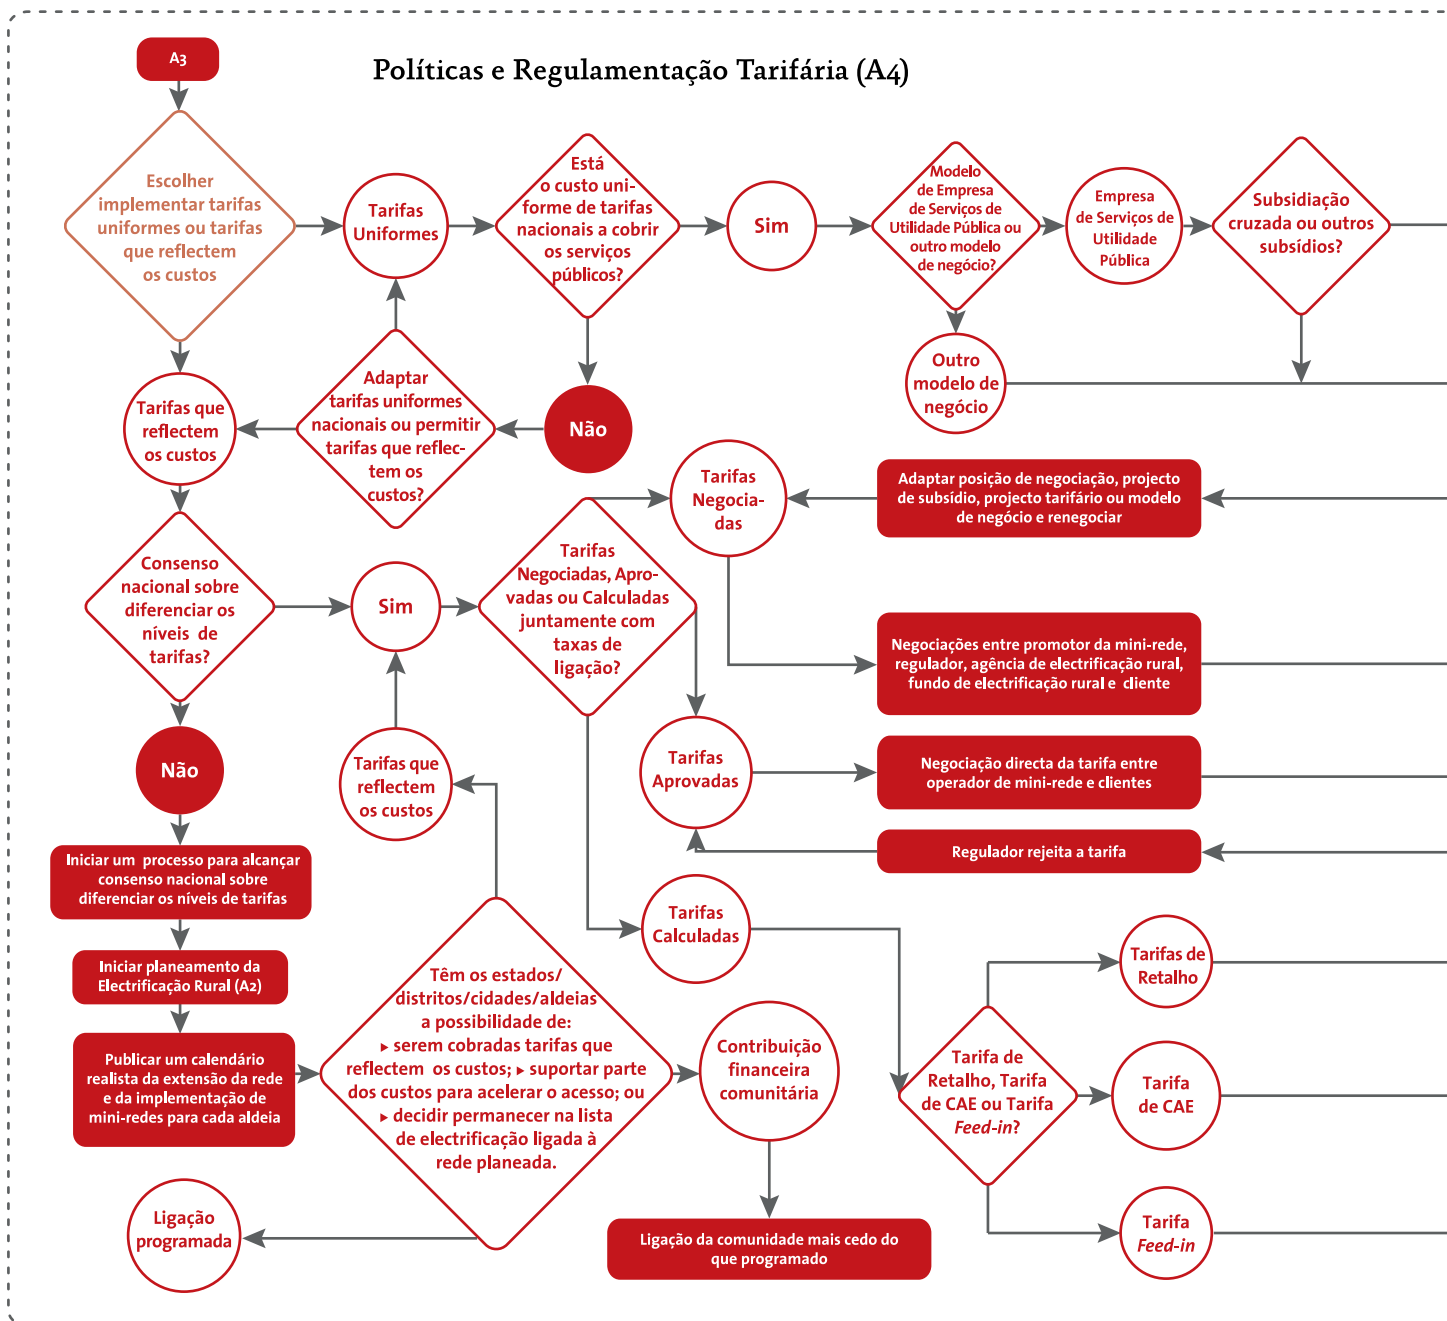 A3
Políticas e Regulamentação Tarifária (A4)
Escolher
implementar tarifas
uniformes ou tarifas
que reflectem
os custos
Tarifas
Uniformes
Está
o custo uni-
forme de tarifas
nacionais a cobrir
os serviços
públicos?
Sim
Modelo
de Empresa
de Serviços de
Utilidade Pública ou
outro modelo
de negócio?
Empresa
de Serviços de
Utilidade
Pública
Subsidiação
cruzada ou outros
subsídios?
Outro
modelo de
negócio
Tarifas que
reflectem
os custos
Adaptar
tarifas uniformes
nacionais ou permitir
tarifas que reflec-
tem os
custos?
Não
Tarifas
Negocia-
das
Adaptar posição de negociação, projecto
de subsídio, projecto tarifário ou modelo
de negócio e renegociar
Consenso
nacional sobre
diferenciar os
níveis de
tarifas?
Sim
Tarifas
Negociadas, Apro-
vadas ou Calculadas
juntamente com
taxas de
ligação?
Negociações entre promotor da mini-rede,
regulador, agência de electrificação rural,
fundo de electrificação rural e cliente
Não
Tarifas que
reflectem
os custos
Tarifas
Aprovadas
Negociação directa da tarifa entre
operador de mini-rede e clientes
Regulador rejeita a tarifa
Iniciar um processo para alcançar
consenso nacional sobre
diferenciar os níveis de tarifas
Tarifas
Calculadas
Iniciar planeamento da
Electrificação Rural (A2)
Têm os estados/
distritos/cidades/aldeias
a possibilidade de:
▸ serem cobradas tarifas que
reflectem os custos; ▸ suportar parte
dos custos para acelerar o acesso; ou
▸ decidir permanecer na lista
de electrificação ligada à
rede planeada.
Tarifas de
Retalho
Publicar um calendário
realista da extensão da rede
e da implementação de
mini-redes para cada aldeia
Contribuição
financeira
comunitária
Tarifa de
Retalho, Tarifa
de CAE ou Tarifa
Feed-in?
Tarifa
de CAE
Ligação
programada
Ligação da comunidade mais cedo do
que programado
Tarifa
Feed-in